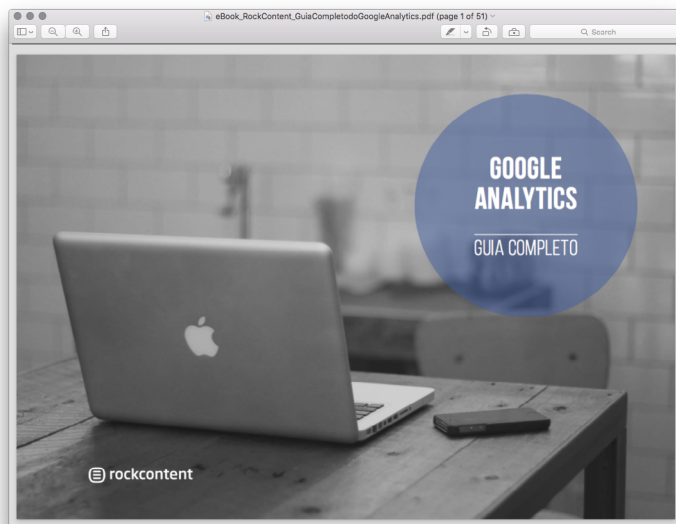 eBook_RockContent_GuiaCompletodoGoogleAnalytics.pdf (page 1 of 51)
Search
GOOGLE
ANALYTICS
GUIA COMPLETO
rockcontent